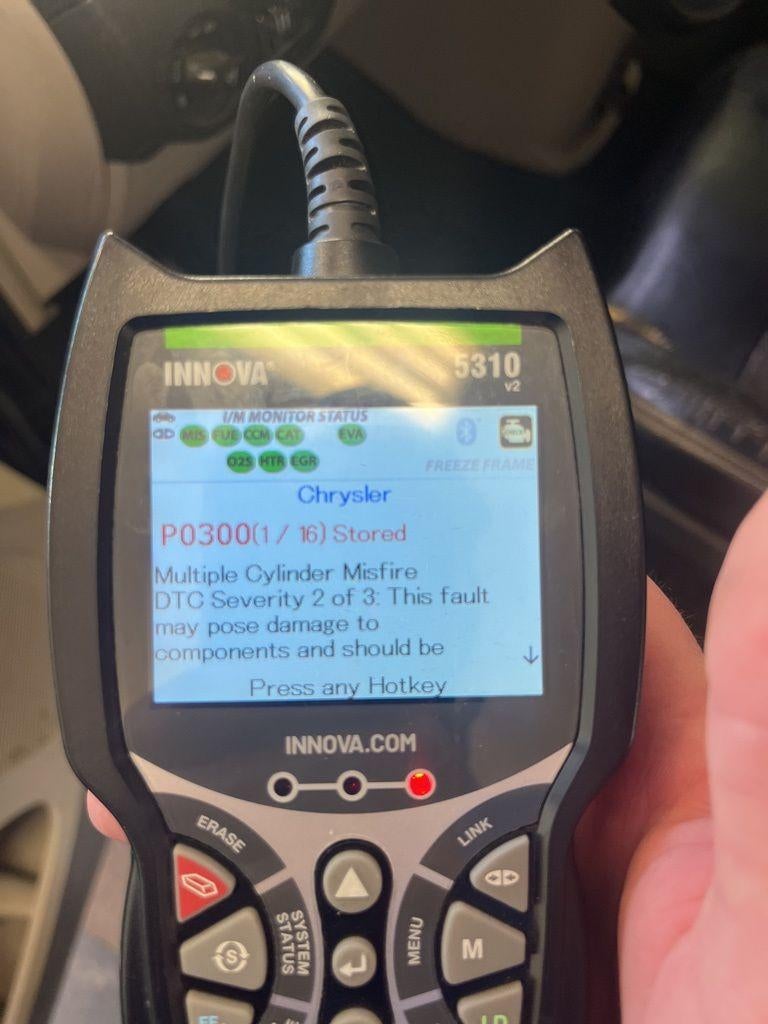 INNOVA
5310
v2
I/M MONITOR STATUS
MIS FUE CCM CAT EVA
O2S HTR EGR
FREEZE FRAME
Chrysler
P0300(1 / 16) Stored
Multiple Cylinder Misfire
DTC Severity 2 of 3: This fault
may pose damage to
components and should be
Press any Hotkey
INNOVA.COM
ERASE
LINK
SYSTEM
STATUS
MENU
S
M